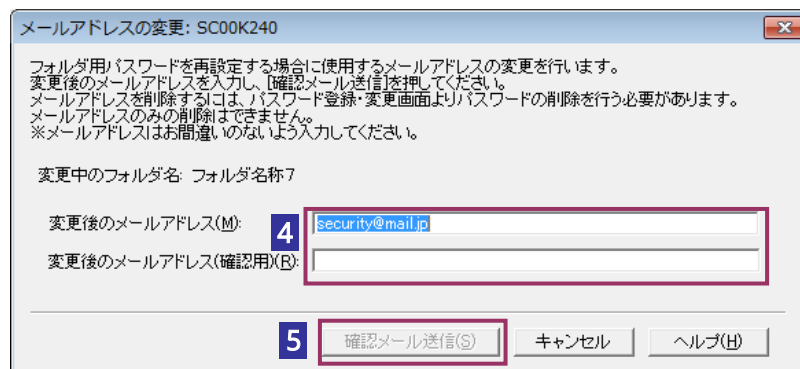 メールアドレスの変更: SC00K240
フォルダ用パスワードを再設定する場合に使用するメールアドレスの変更を行います。
変更後のメールアドレスを入力し、[確認メール送信]を押してください。
メールアドレスを削除するには、パスワード登録・変更画面よりパスワードの削除を行う必要があります。
メールアドレスのみの削除はできません。
※メールアドレスはお間違いのないよう入力してください。
変更中のフォルダ名: フォルダ名称7
変更後のメールアドレス(M): 4 security@mail.jp
変更後のメールアドレス(確認用)(R):
5 確認メール送信(S) キャンセル ヘルプ(H)